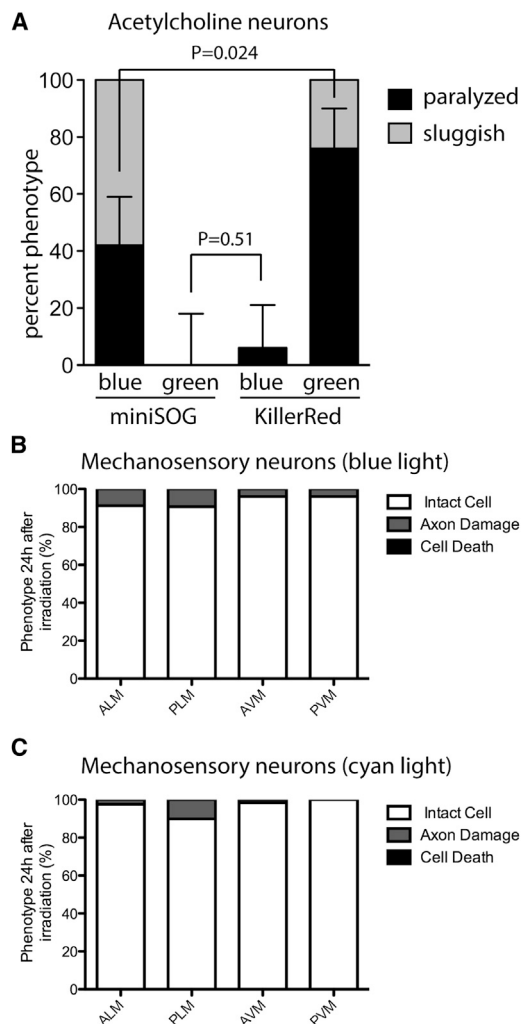 A
Acetylcholine neurons
P=0.024
100
80
60
40
20
0
percent phenotype
P=0.51
paralyzed
sluggish
blue green blue green
miniSOG KillerRed
B
Mechanosensory neurons (blue light)
100
80
60
40
20
0
Phenotype 24h after
irradiation (%)
Intact Cell
Axon Damage
Cell Death
ALM PLM AVM PVM
C
Mechanosensory neurons (cyan light)
100
80
60
40
20
0
Phenotype 24h after
irradiation (%)
Intact Cell
Axon Damage
Cell Death
ALM PLM AVM PVM